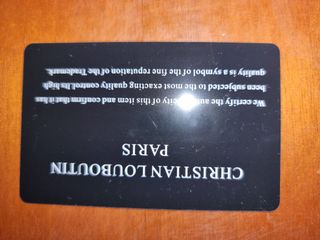 CHRISTIAN LOUBOUTIN
PARIS
We certify the authenticity of this item and confirm that it has
been subjected to the most exacting quality control. Its high
quality is a symbol of the fine reputation of the Trademark.